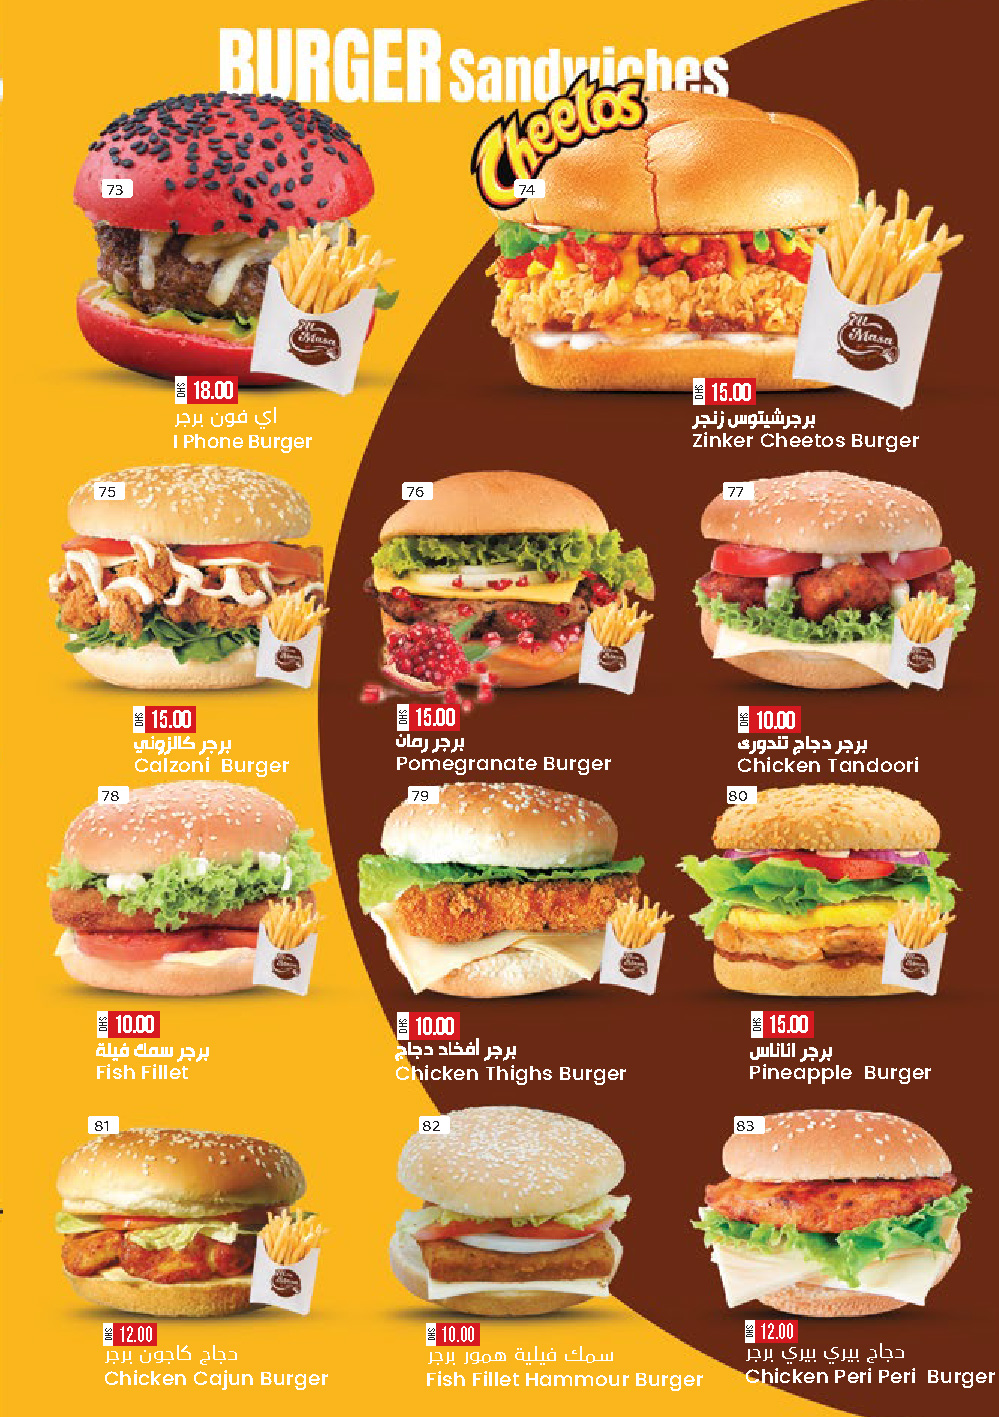 BURGER Sandwiches
Cheetos
73
74
Al Masa
Al Masa
DHS 18.00
اي فون برجر
I Phone Burger
DHS 15.00
برجرشيتوس زنجر
Zinker Cheetos Burger
75
76
77
DHS 15.00
برجر كالزوني
Calzoni Burger
DHS 15.00
برجر رمان
Pomegranate Burger
DHS 10.00
برجر دجاج تندورى
Chicken Tandoori
78
79
80
DHS 10.00
برجر سمك فيلة
Fish Fillet
DHS 10.00
برجر أفخاد دجاج
Chicken Thighs Burger
DHS 15.00
برجر اناناس
Pineapple Burger
81
82
83
DHS 12.00
دجاج كاجون برجر
Chicken Cajun Burger
DHS 10.00
سمك فيلية همور برجر
Fish Fillet Hammour Burger
DHS 12.00
دجاج بيري بيري برجر
Chicken Peri Peri Burger